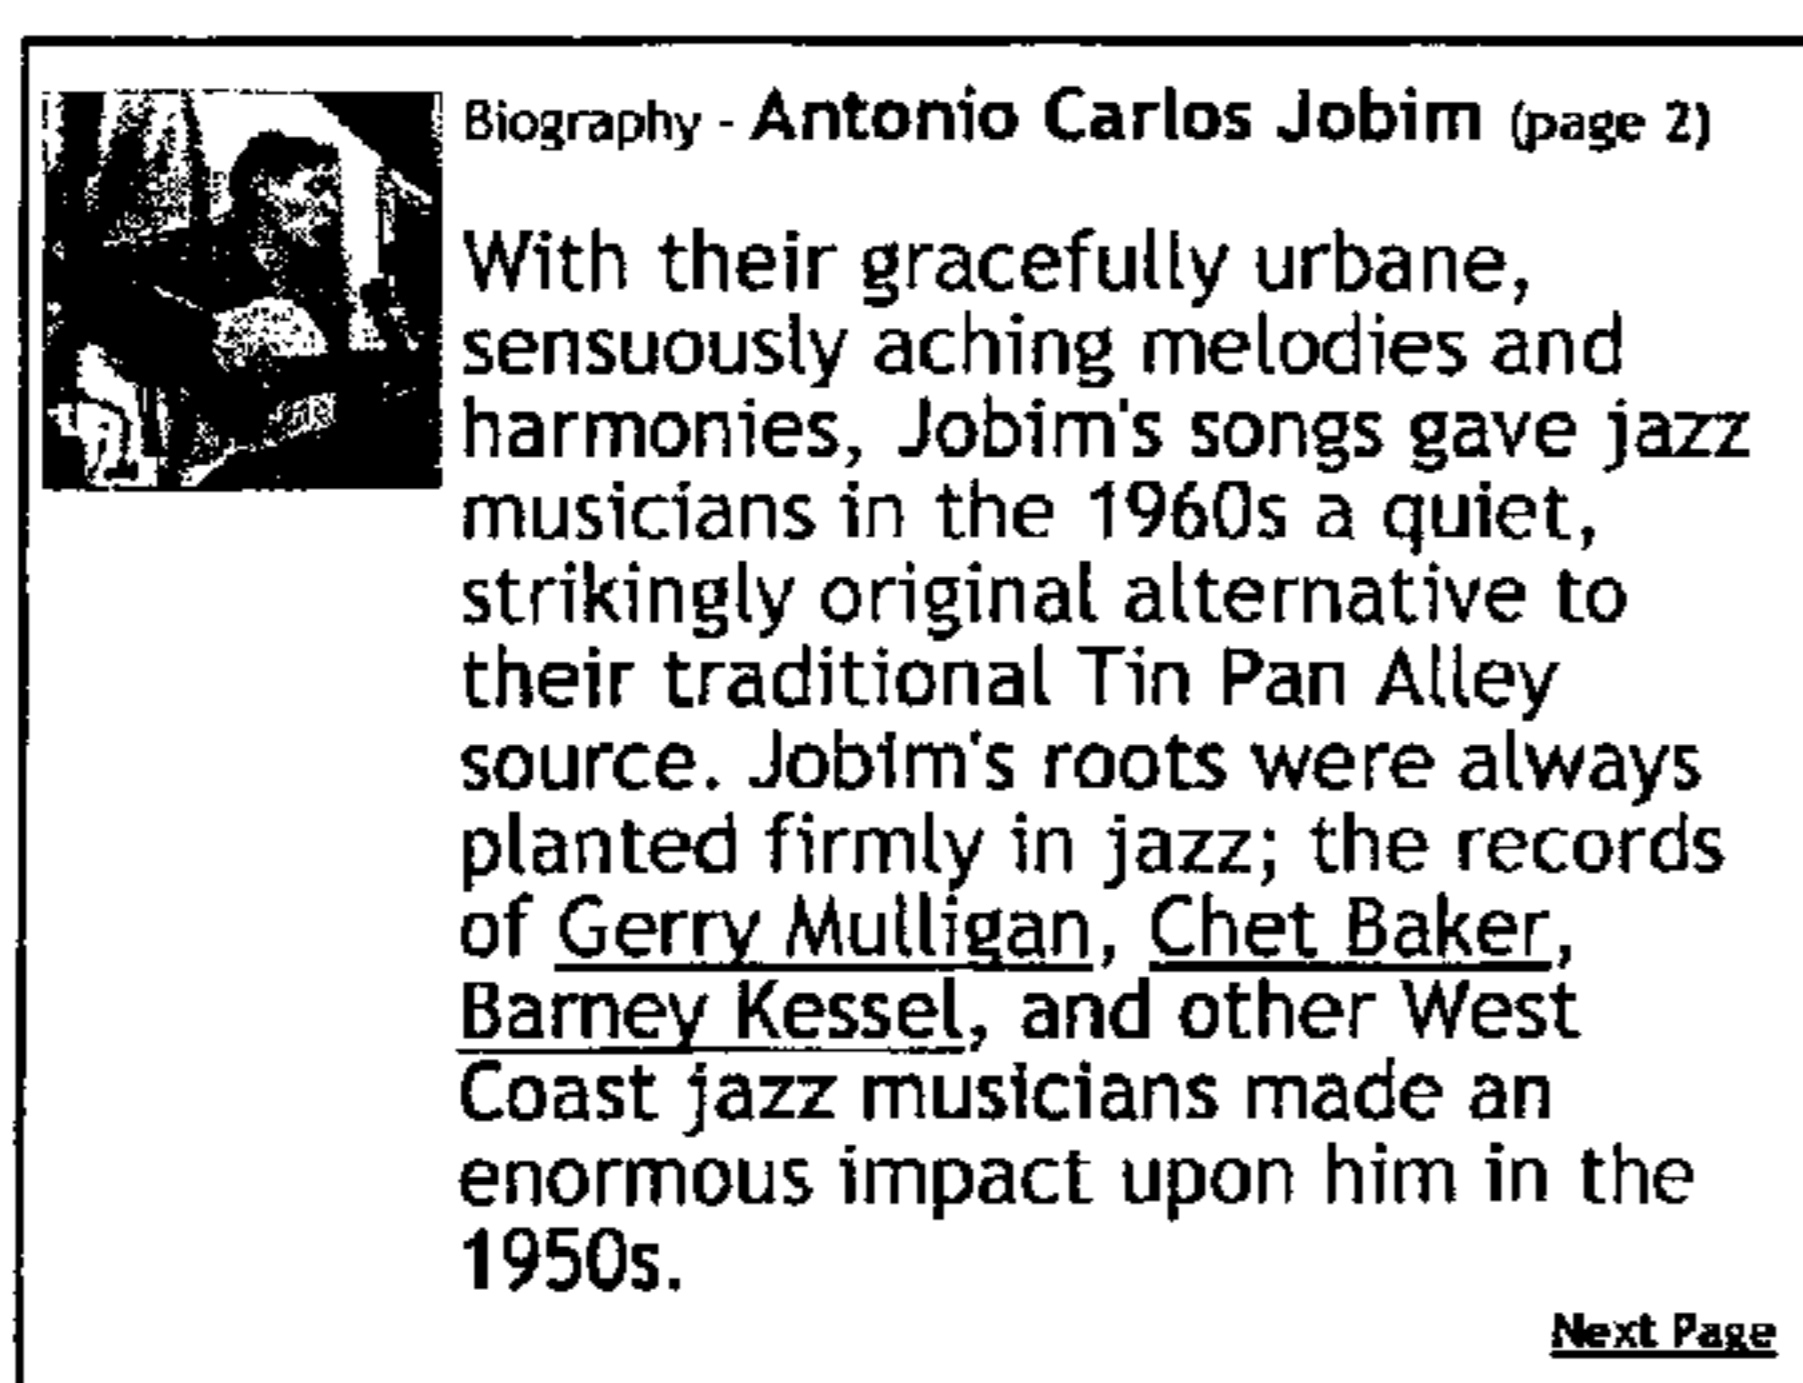 Biography - Antonio Carlos Jobim (page 2)
With their gracefully urbane,
sensuously aching melodies and
harmonies, Jobim's songs gave jazz
musicians in the 1960s a quiet,
strikingly original alternative to
their traditional Tin Pan Alley
source. Jobim's roots were always
planted firmly in jazz; the records
of Gerry Mulligan, Chet Baker,
Barney Kessel, and other West
Coast jazz musicians made an
enormous impact upon him in the
1950s.
Next Page